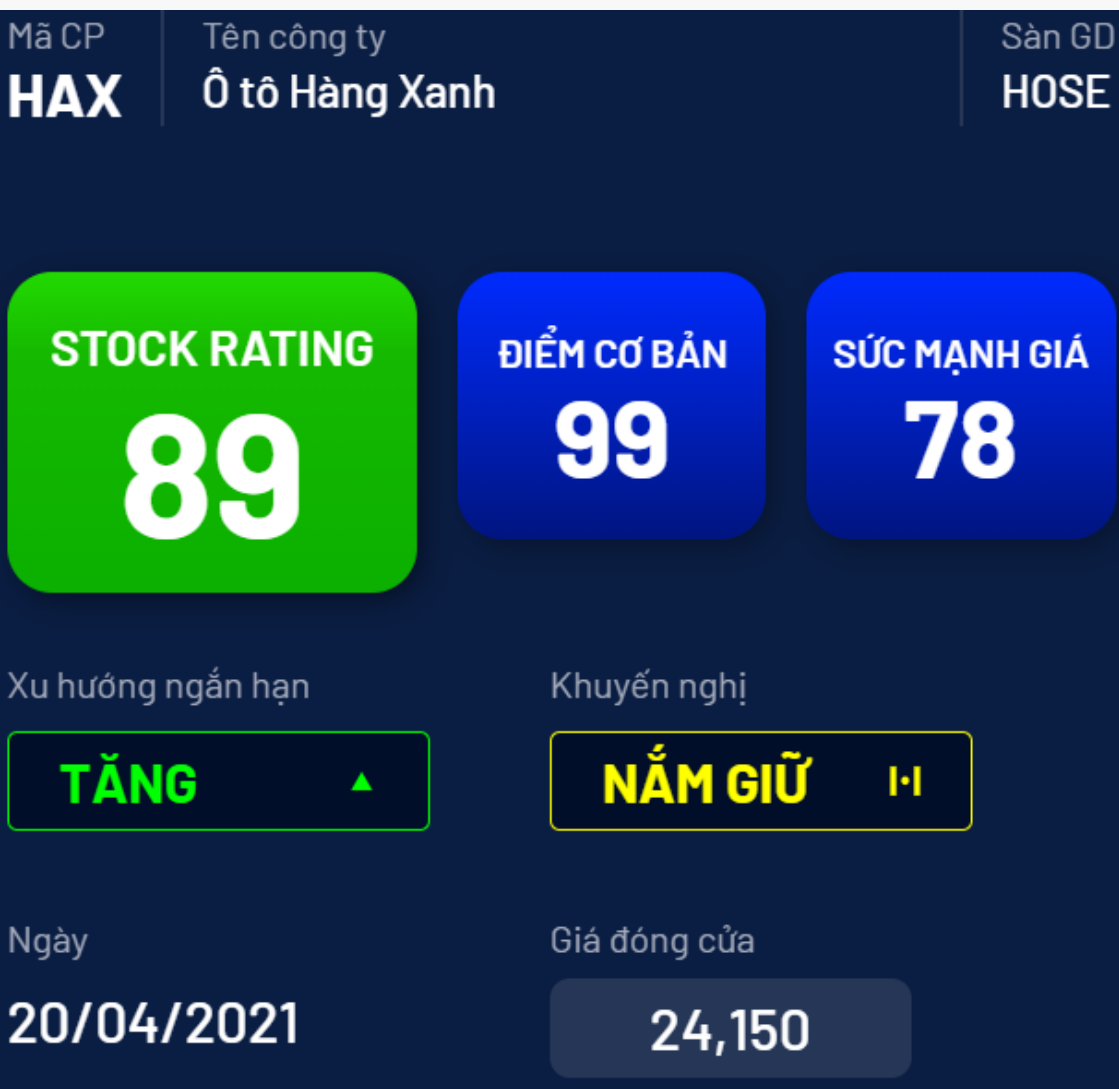 Mã CP
HAX
Tên công ty
Ô tô Hàng Xanh
Sàn GD
HOSE
STOCK RATING
89
ĐIỂM CƠ BẢN
99
SỨC MẠNH GIÁ
78
Xu hướng ngắn hạn
TĂNG
Khuyến nghị
NẮM GIỮ
Ngày
20/04/2021
Giá đóng cửa
24,150